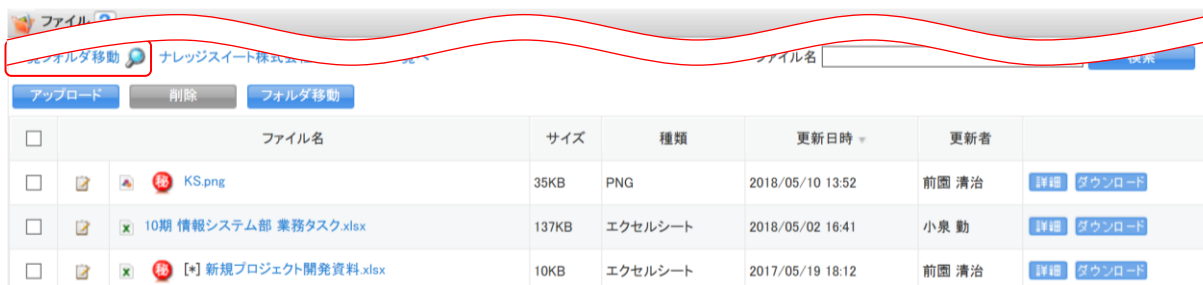 ファイル ?
フォルダ移動 ナレッジスイート株式会社
ファイル名 検索
アップロード 削除 フォルダ移動
ファイル名 サイズ 種類 更新日時 ▼ 更新者
秘 KS.png 35KB PNG 2018/05/10 13:52 前園 清治 詳細 ダウンロード
10期 情報システム部 業務タスク.xlsx 137KB エクセルシート 2018/05/02 16:41 小泉 勤 詳細 ダウンロード
秘 [*] 新規プロジェクト開発資料.xlsx 10KB エクセルシート 2017/05/19 18:12 前園 清治 詳細 ダウンロード